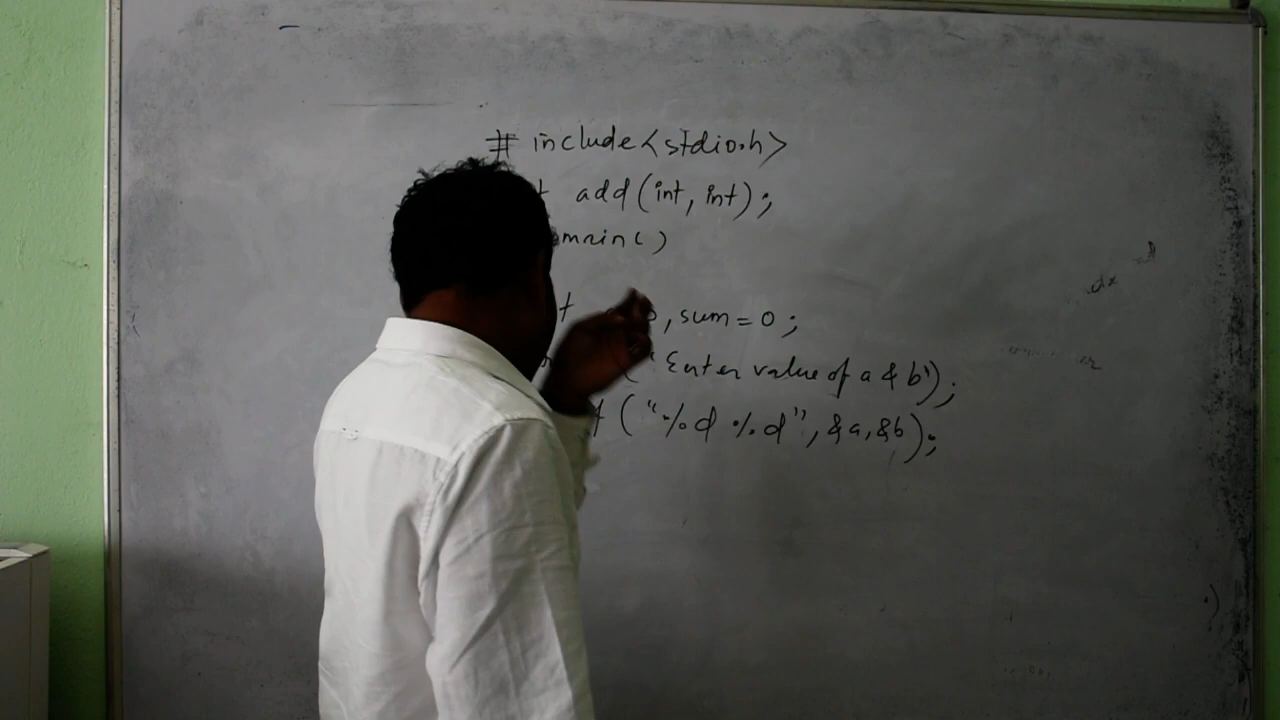 # include<stdio.h>
t add(int, int);
main()
t b, sum = 0;
(“Enter value of a & b”);
f (“%d %d”, &a, &b);